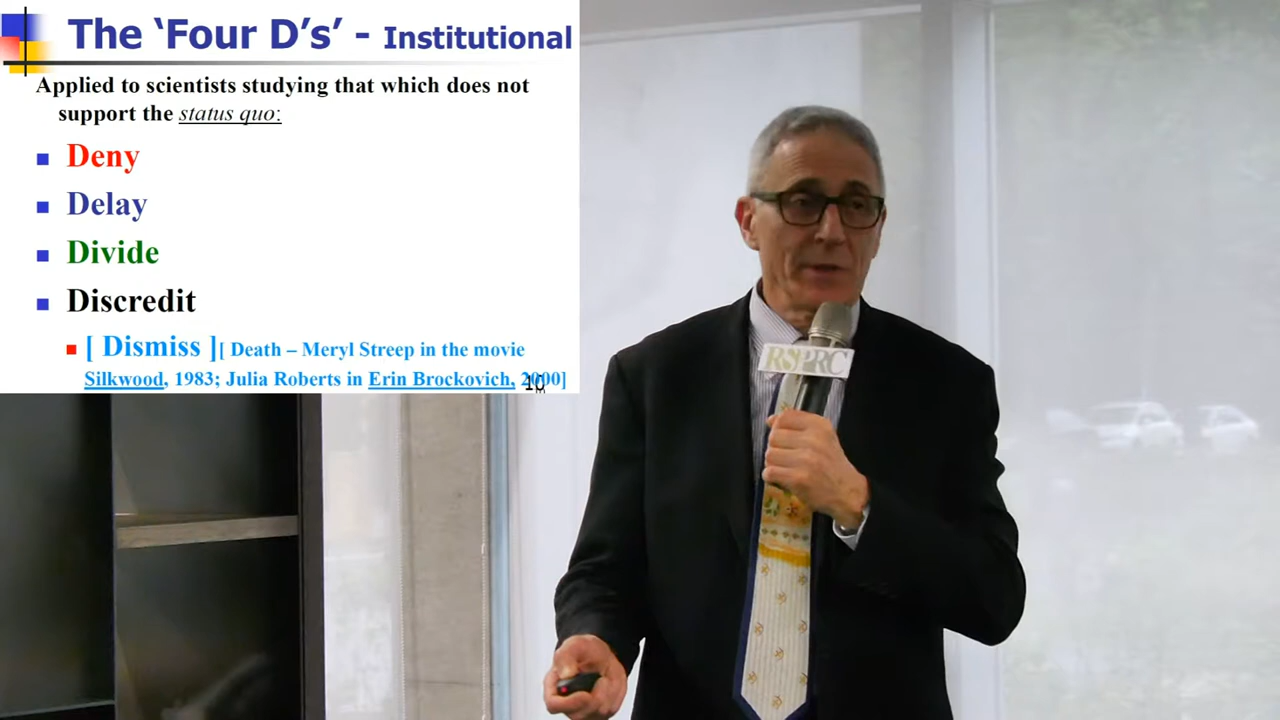 The ‘Four D’s’ - Institutional
Applied to scientists studying that which does not
support the status quo:
Deny
Delay
Divide
Discredit
[ Dismiss ][ Death – Meryl Streep in the movie
Silkwood, 1983; Julia Roberts in Erin Brockovich, 2000]
10
RSPRC